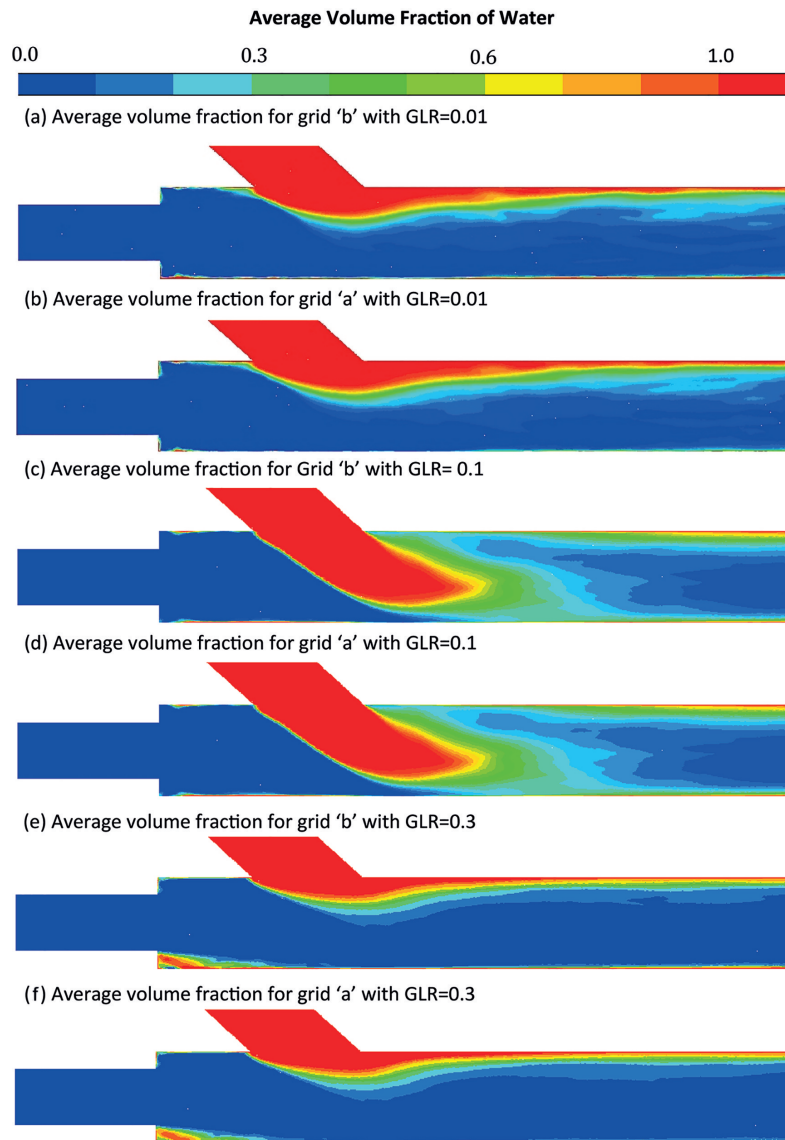 Average Volume Fraction of Water
0.0 0.3 0.6 1.0
(a) Average volume fraction for grid ‘b’ with GLR=0.01
(b) Average volume fraction for grid ‘a’ with GLR=0.01
(c) Average volume fraction for Grid ‘b’ with GLR= 0.1
(d) Average volume fraction for grid ‘a’ with GLR=0.1
(e) Average volume fraction for grid ‘b’ with GLR=0.3
(f) Average volume fraction for grid ‘a’ with GLR=0.3